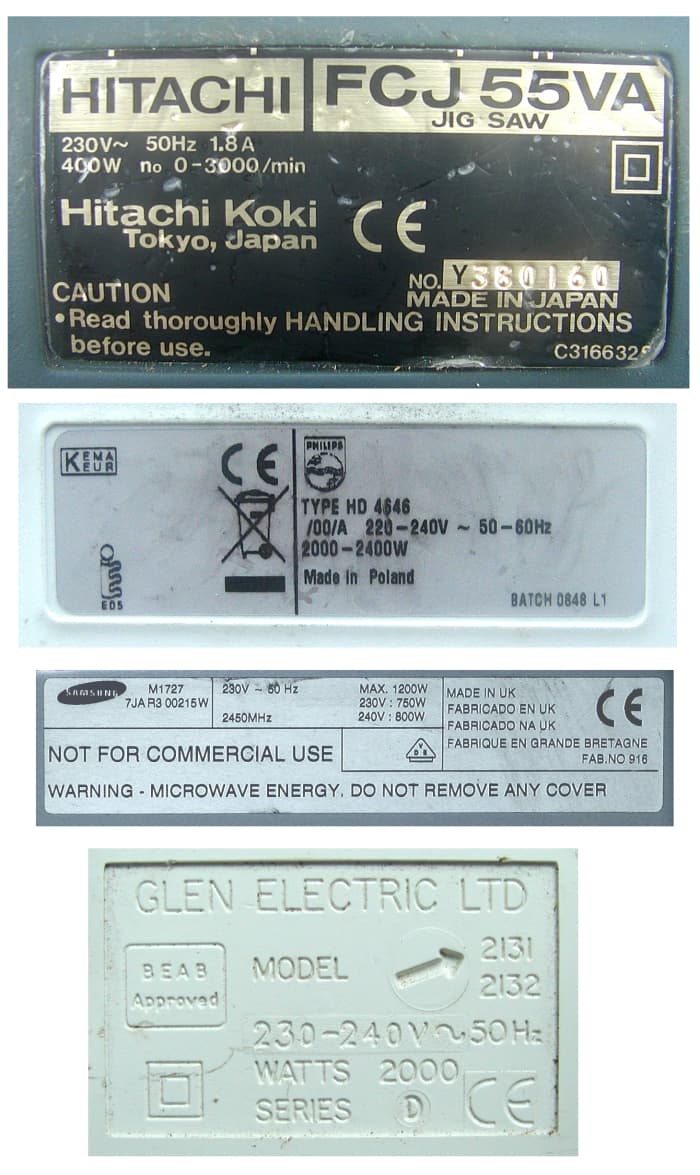 HITACHI FCJ 55VA
JIG SAW
230V~ 50Hz 1.8A
400W no 0-3000/min
Hitachi Koki CE
Tokyo, Japan
NO. Y380160
MADE IN JAPAN
CAUTION
•Read thoroughly HANDLING INSTRUCTIONS
before use.
KEMA
KEUR
CE
PHILIPS
TYPE HD 4646
/00/A 220-240V ~ 50-60Hz
2000-2400W
Made in Poland
ED5
BATCH 0848 L1
SAMSUNG
M1727
7JAR300215W
230V ~ 50 Hz
2450MHz
MAX. 1200W
230V : 750W
240V : 800W
MADE IN UK
FABRICADO EN UK
FABRICADO NA UK
FABRIQUE EN GRANDE BRETAGNE
FAB.NO 916
CE
NOT FOR COMMERCIAL USE
VDE
WARNING - MICROWAVE ENERGY, DO NOT REMOVE ANY COVER
GLEN ELECTRIC LTD
BEAB
Approved
MODEL
2131
2132
230-240V~50Hz
WATTS 2000
SERIES D CE